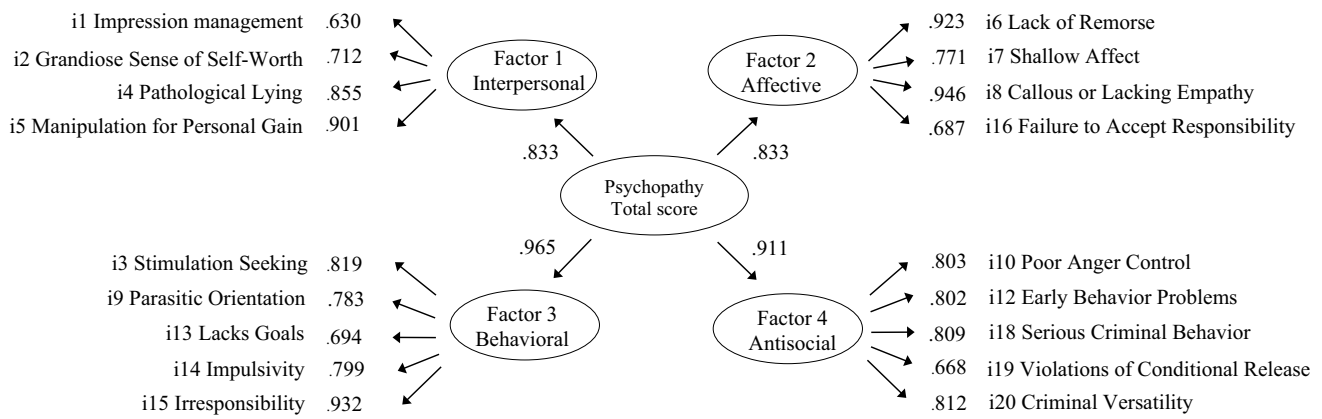 i1 Impression management .630
i2 Grandiose Sense of Self-Worth .712
i4 Pathological Lying .855
i5 Manipulation for Personal Gain .901
Factor 1
Interpersonal
Factor 2
Affective
.923 i6 Lack of Remorse
.771 i7 Shallow Affect
.946 i8 Callous or Lacking Empathy
.687 i16 Failure to Accept Responsibility
.833
.833
Psychopathy
Total score
.965
.911
i3 Stimulation Seeking .819
i9 Parasitic Orientation .783
i13 Lacks Goals .694
i14 Impulsivity .799
i15 Irresponsibility .932
Factor 3
Behavioral
Factor 4
Antisocial
.803 i10 Poor Anger Control
.802 i12 Early Behavior Problems
.809 i18 Serious Criminal Behavior
.668 i19 Violations of Conditional Release
.812 i20 Criminal Versatility